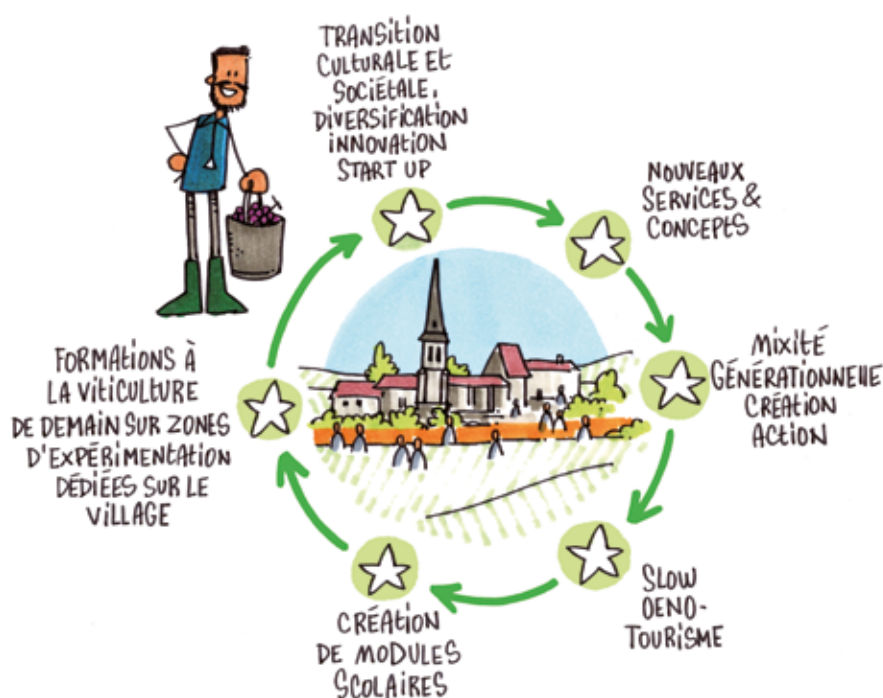 TRANSITION
CULTURALE ET
SOCIÉTALE,
DIVERSIFICATION
INNOVATION
START UP
NOUVEAUX
SERVICES &
CONCEPTS
MIXITÉ
GÉNÉRATIONNELLE
CRÉATION
ACTION
SLOW
OENO-
TOURISME
CRÉATION
DE MODULES
SCOLAIRES
FORMATIONS À
LA VITICULTURE
DE DEMAIN SUR ZONES
D'EXPÉRIMENTATION
DÉDIÉES SUR LE
VILLAGE